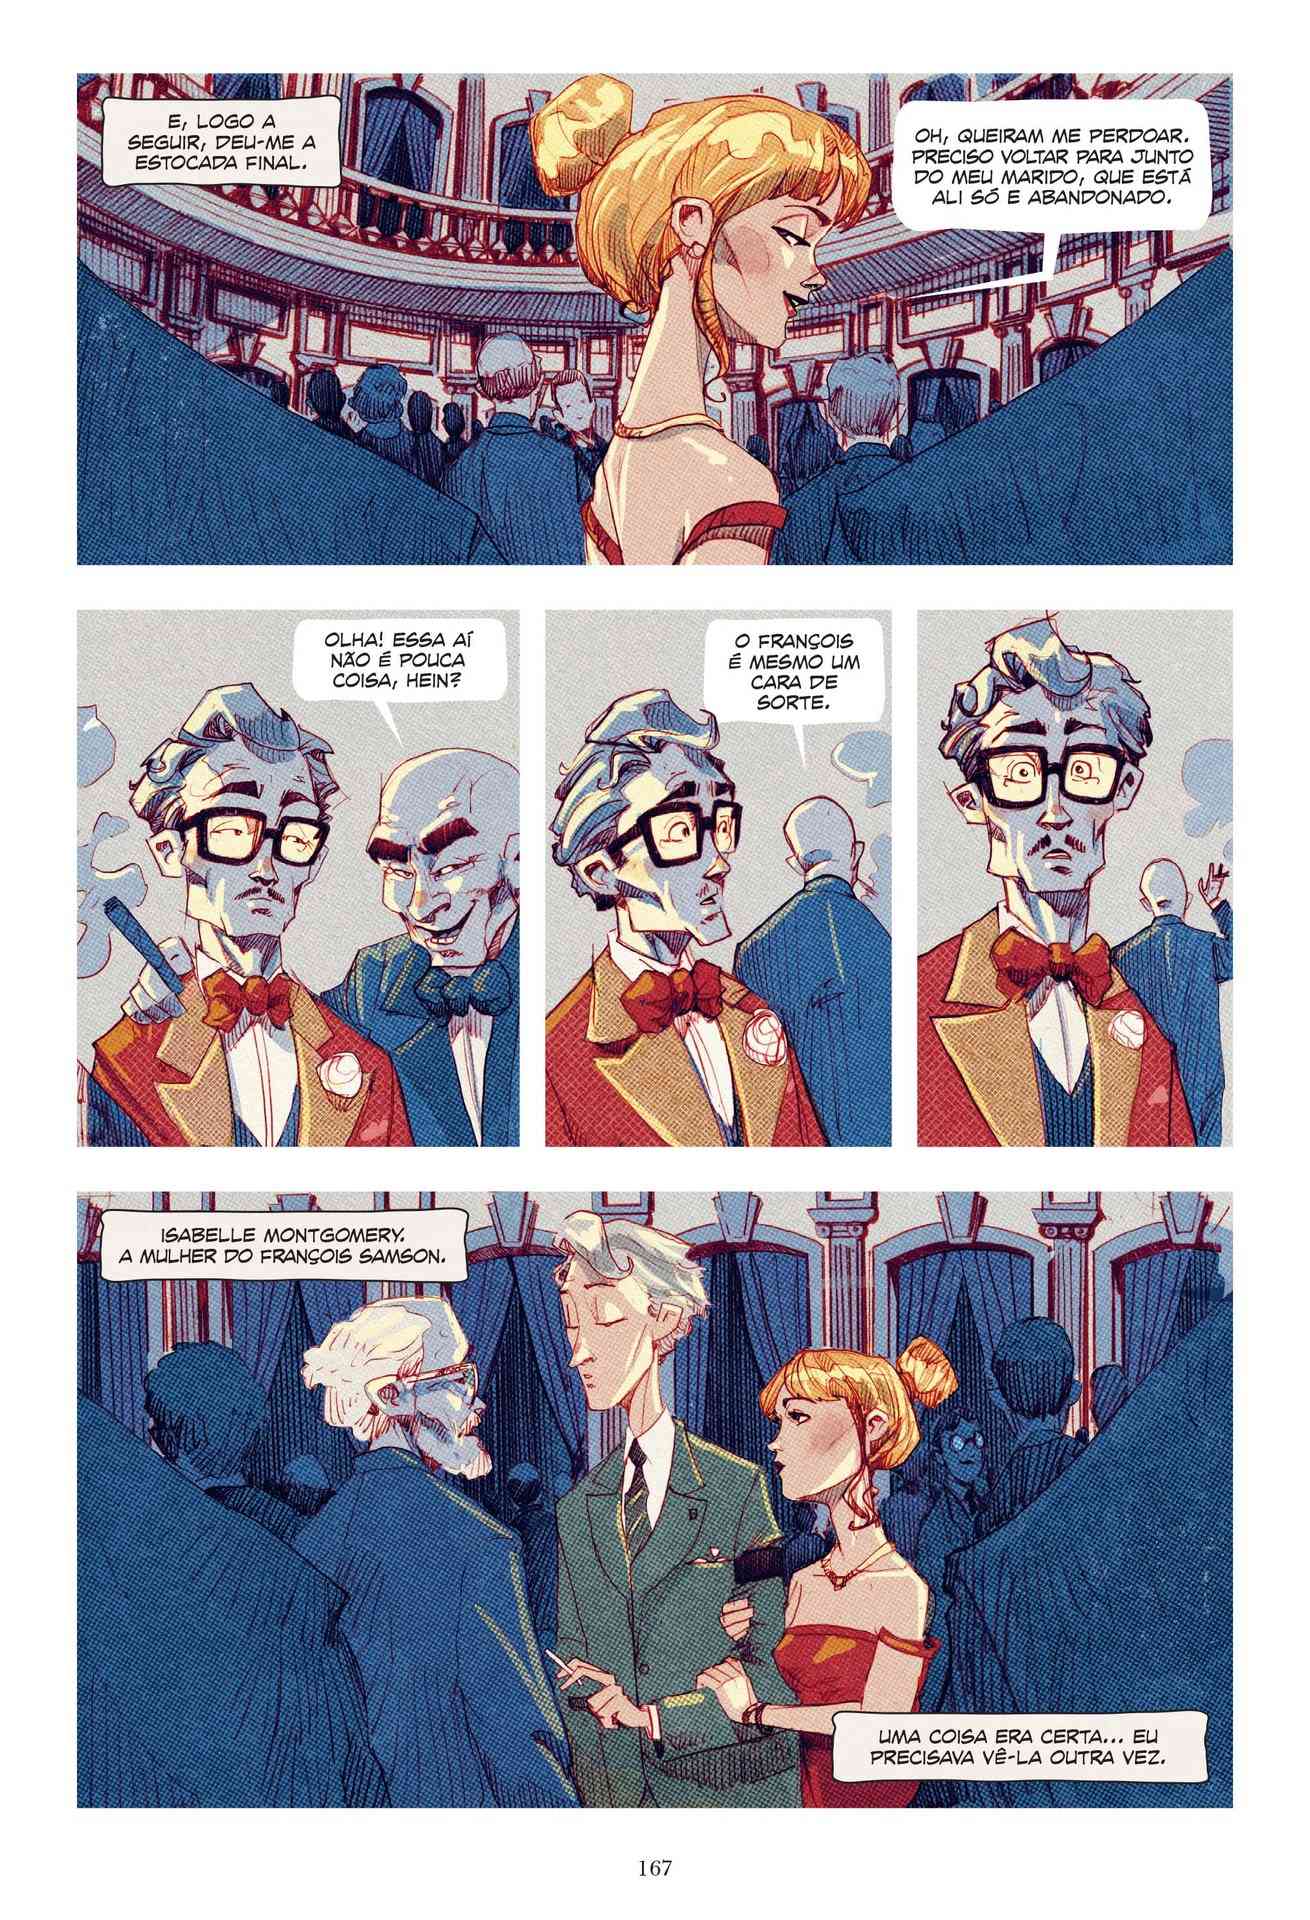 E, LOGO A
SEGUIR, DEU-ME A
ESTOCADA FINAL.
OH, QUEIRAM ME PERDOAR.
PRECISO VOLTAR PARA JUNTO
DO MEU MARIDO, QUE ESTÁ
ALI SÓ E ABANDONADO.
OLHA! ESSA AÍ
NÃO É POUCA
COISA, HEIN?
O FRANÇOIS
É MESMO UM
CARA DE
SORTE.
ISABELLE MONTGOMERY.
A MULHER DO FRANÇOIS SAMSON.
UMA COISA ERA CERTA... EU
PRECISAVA VÊ-LA OUTRA VEZ.
167